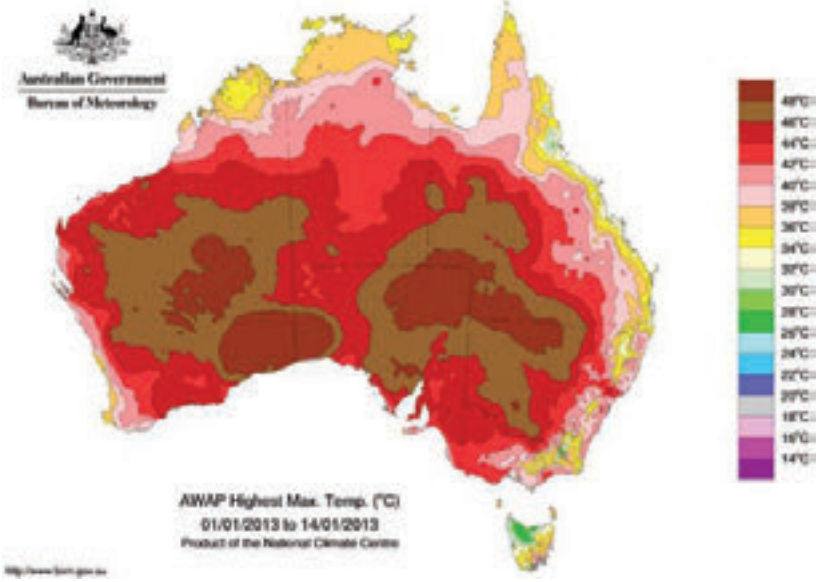 Australian Government
Bureau of Meteorology
48°C
46°C
44°C
42°C
40°C
38°C
36°C
34°C
32°C
30°C
28°C
26°C
24°C
22°C
20°C
18°C
16°C
14°C
AWAP Highest Max. Temp. (°C)
01/01/2013 to 14/01/2013
Product of the National Climate Centre
http://www.bom.gov.au